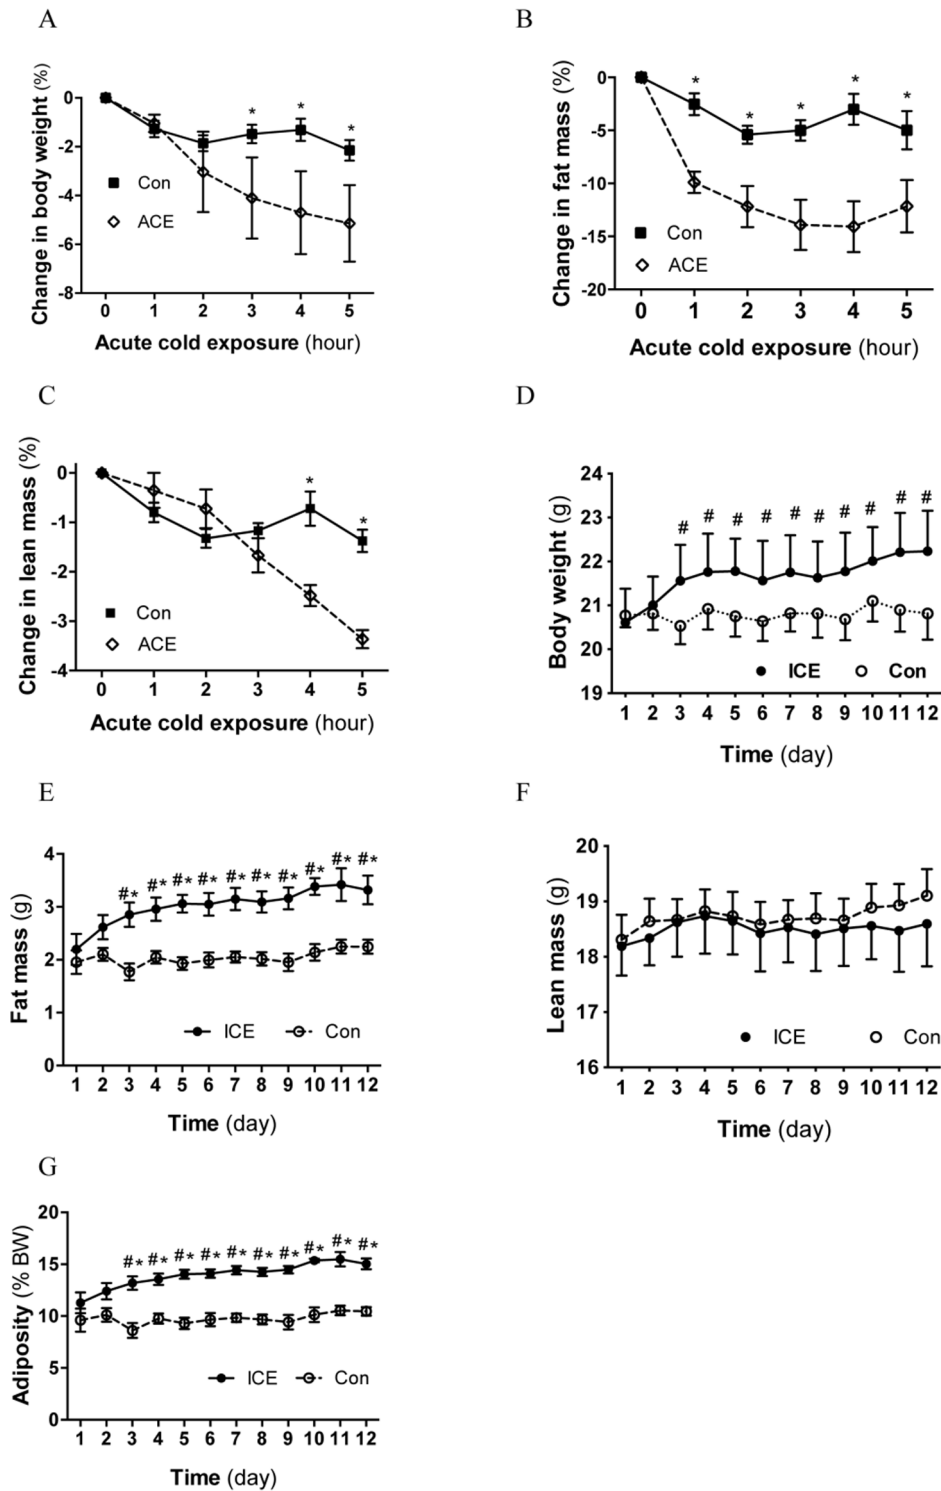 A
Change in body weight (%)
0
-2
-4
-6
-8
* * *
Con
ACE
0 1 2 3 4 5
Acute cold exposure (hour)
B
Change in fat mass (%)
0
-5
-10
-15
-20
* * * * *
Con
ACE
0 1 2 3 4 5
Acute cold exposure (hour)
C
Change in lean mass (%)
0
-1
-2
-3
-4
* *
Con
ACE
0 1 2 3 4 5
Acute cold exposure (hour)
D
Body weight (g)
24
23
22
21
20
19
# # # # # # # # # #
ICE Con
1 2 3 4 5 6 7 8 9 10 11 12
Time (day)
E
Fat mass (g)
4
3
2
1
0
#* #* #* #* #* #* #* #* #* #*
ICE Con
1 2 3 4 5 6 7 8 9 10 11 12
Time (day)
F
Lean mass (g)
20
19
18
17
16
ICE Con
1 2 3 4 5 6 7 8 9 10 11 12
Time (day)
G
Adiposity (% BW)
20
15
10
5
0
#* #* #* #* #* #* #* #* #* #*
ICE Con
1 2 3 4 5 6 7 8 9 10 11 12
Time (day)